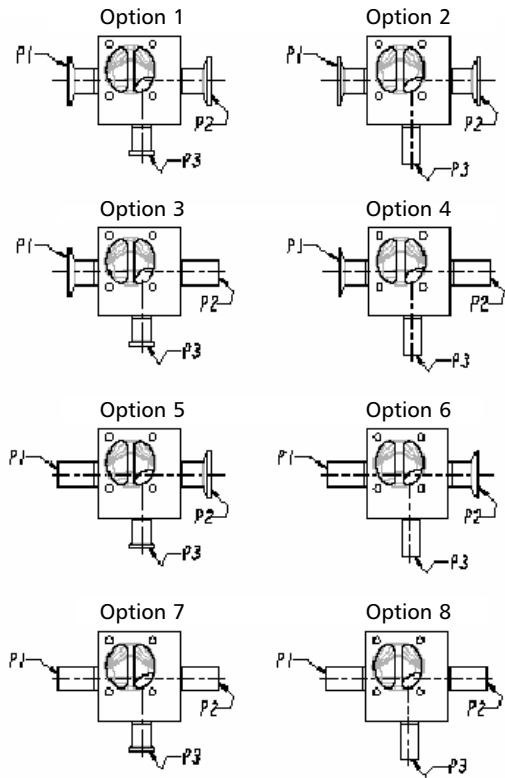 Option 1
P1
P2
P3
Option 2
P1
P2
P3
Option 3
P1
P2
P3
Option 4
P1
P2
P3
Option 5
P1
P2
P3
Option 6
P1
P2
P3
Option 7
P1
P2
P3
Option 8
P1
P2
P3